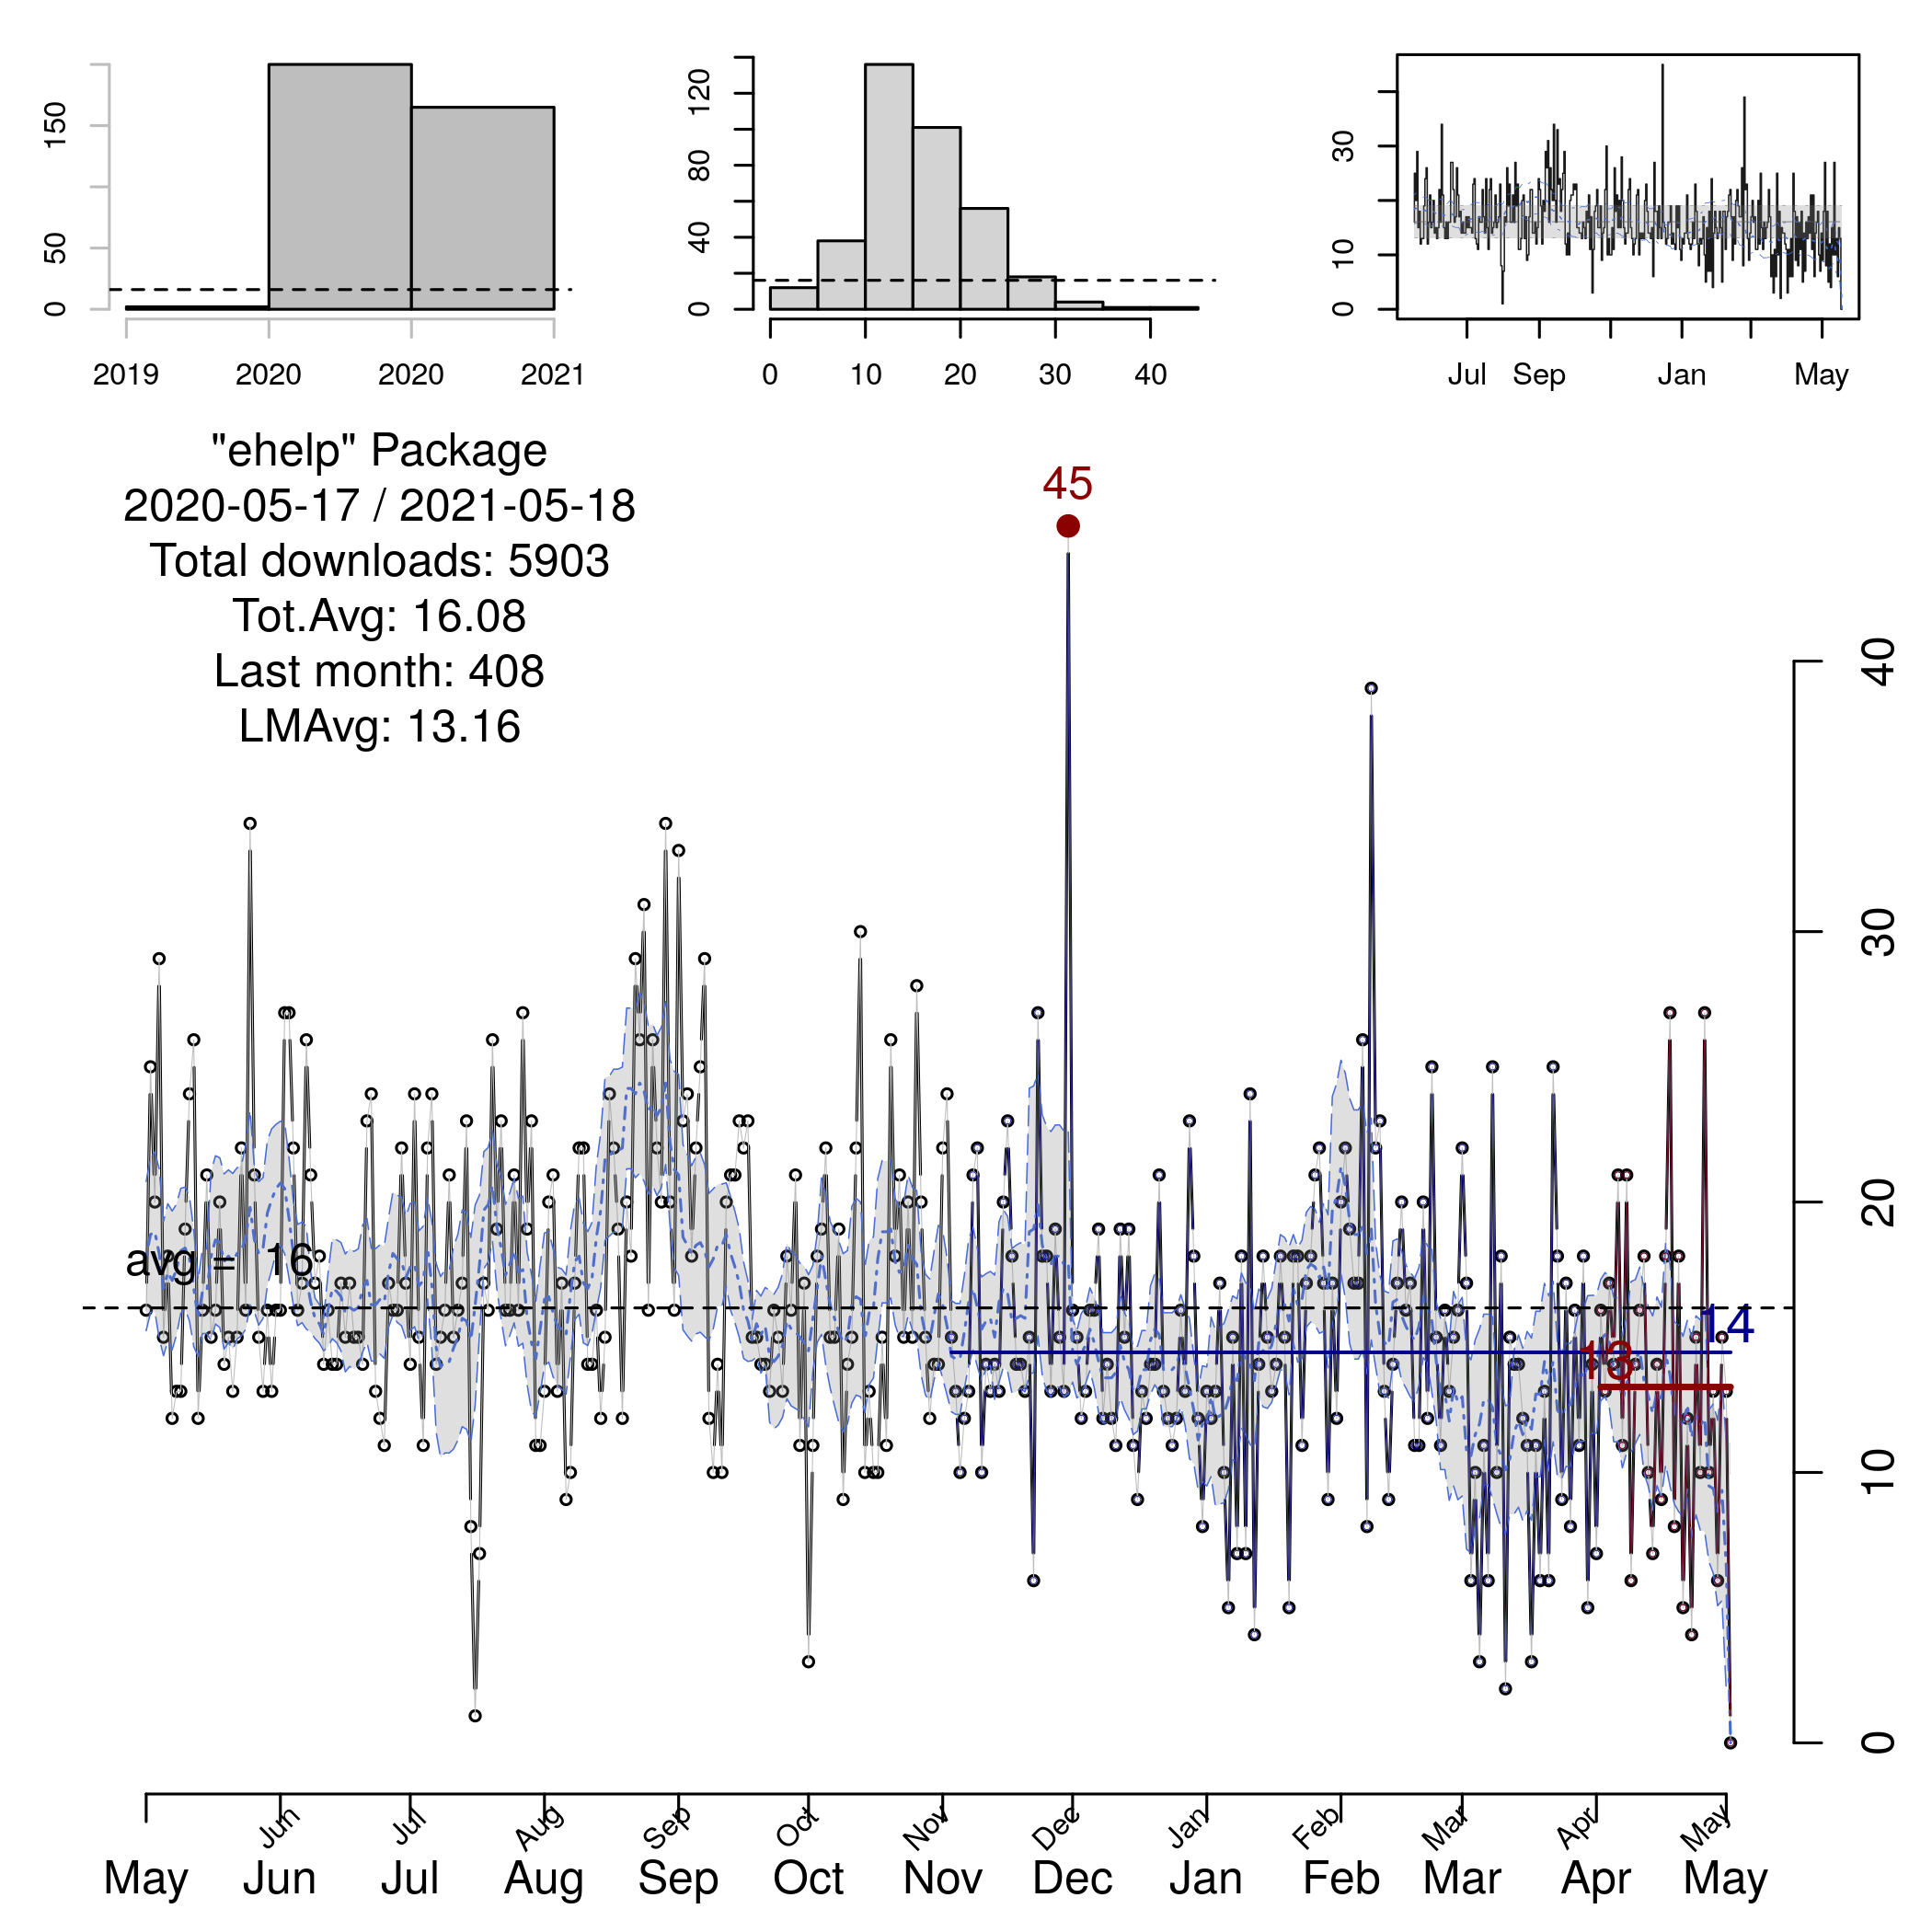 0 50 150
2019 2020 2020 2021
0 40 80 120
0 10 20 30 40
0 10 30
Jul Sep Jan May
"ehelp" Package
2020-05-17 / 2021-05-18
Total downloads: 5903
Tot.Avg: 16.08
Last month: 408
LMAvg: 13.16
45
avg = 16
14
13
0 10 20 30 40
Jun Jul Aug Sep Oct Nov Dec Jan Feb Mar Apr May
May Jun Jul Aug Sep Oct Nov Dec Jan Feb Mar Apr May